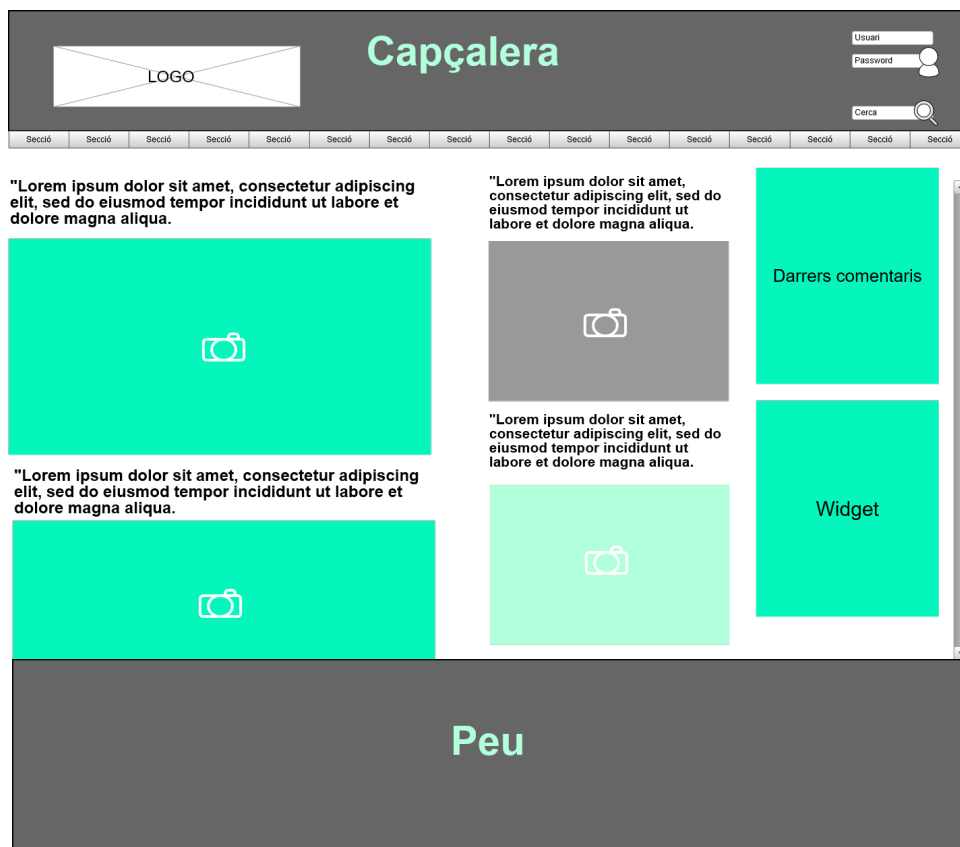 Capçalera
LOGO
Usuari
Password
Cerca
Secció Secció Secció Secció Secció Secció Secció Secció Secció Secció Secció Secció Secció Secció Secció Secció
"Lorem ipsum dolor sit amet, consectetur adipiscing
elit, sed do eiusmod tempor incididunt ut labore et
dolore magna aliqua.
"Lorem ipsum dolor sit amet, consectetur adipiscing
elit, sed do eiusmod tempor incididunt ut labore et
dolore magna aliqua.
"Lorem ipsum dolor sit amet,
consectetur adipiscing elit, sed do
eiusmod tempor incididunt ut
labore et dolore magna aliqua.
"Lorem ipsum dolor sit amet,
consectetur adipiscing elit, sed do
eiusmod tempor incididunt ut
labore et dolore magna aliqua.
Darrers comentaris
Widget
Peu